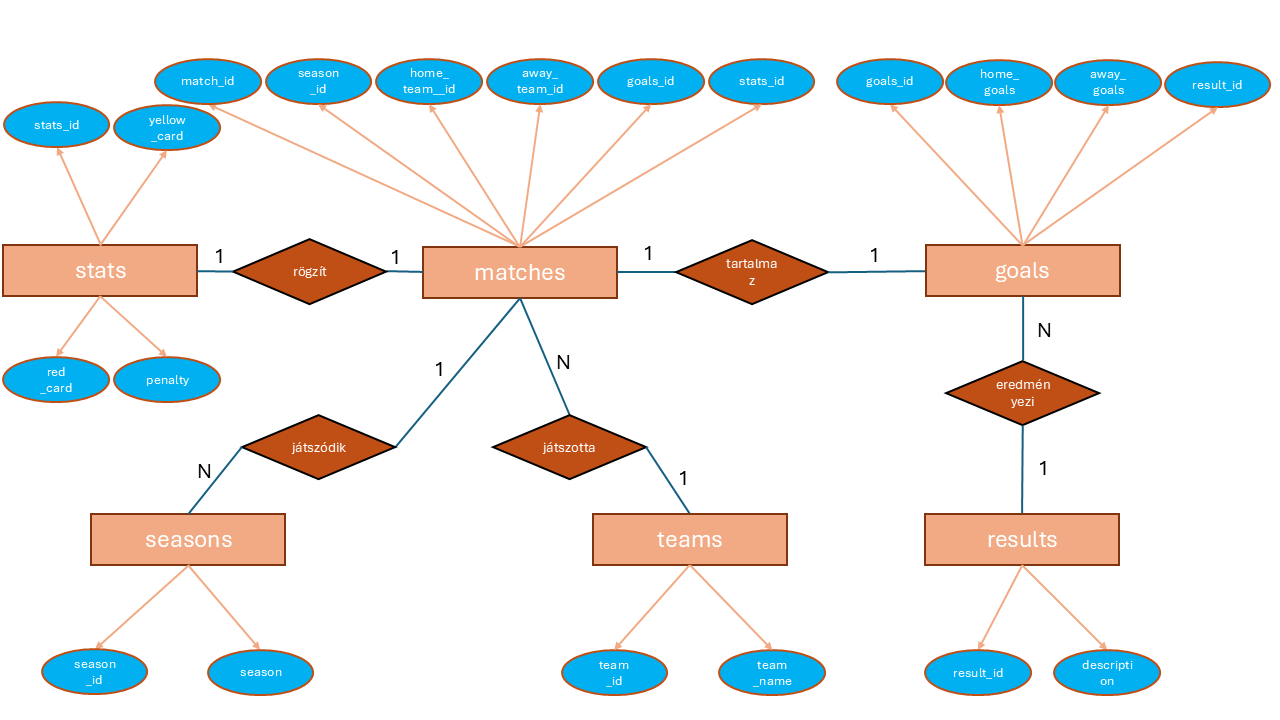 match_id
season
_id
home_
team__id
away_
team_id
goals_id
stats_id
goals_id
home_
goals
away_
goals
result_id
stats_id
yellow
_card
stats
1
rögzít
1
matches
1
tartalma
z
1
goals
N
eredmén
yezi
1
red
_card
penalty
1
játszódik
N
N
játszotta
1
seasons
teams
results
season
_id
season
team
_id
team
_name
result_id
descripti
on